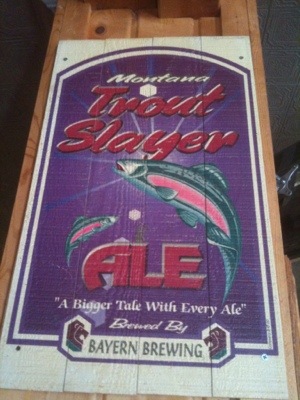 Montana
Trout
Slayer
ALE
"A Bigger Tale With Every Ale"
Brewed By
BAYERN BREWING